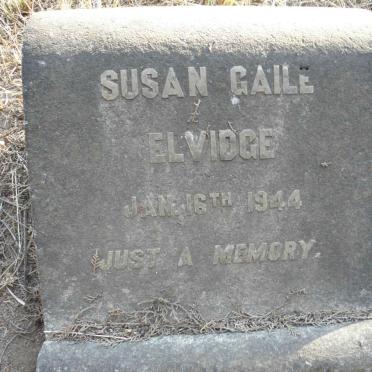 SUSAN GAILE
ELVIDGE
JAN. 16TH 1944
JUST A MEMORY.